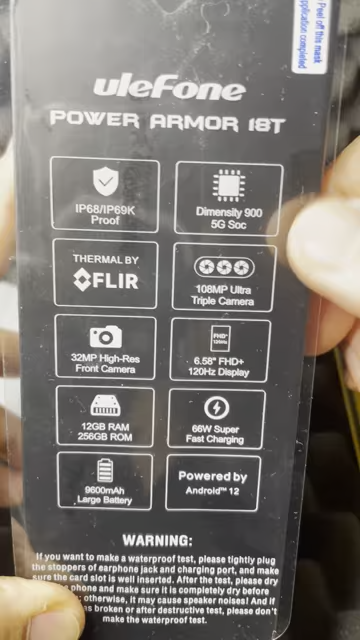 Peel off this mask
application completed
uleFone
POWER ARMOR 18T
IP68/IP69K
Proof
Dimensity 900
5G Soc
THERMAL BY
FLIR
108MP Ultra
Triple Camera
32MP High-Res
Front Camera
FHD+
120Hz
6.58" FHD+
120Hz Display
12GB RAM
256GB ROM
66W Super
Fast Charging
9600mAh
Large Battery
Powered by
Android™ 12
WARNING:
If you want to make a waterproof test, please tightly plug
the stoppers of earphone jack and charging port, and make
sure the card slot is well inserted. After the test, please dry
phone and make sure it is completely dry before
otherwise, it may cause speaker noises! And if
as broken or after destructive test, please don't
make the waterproof test.